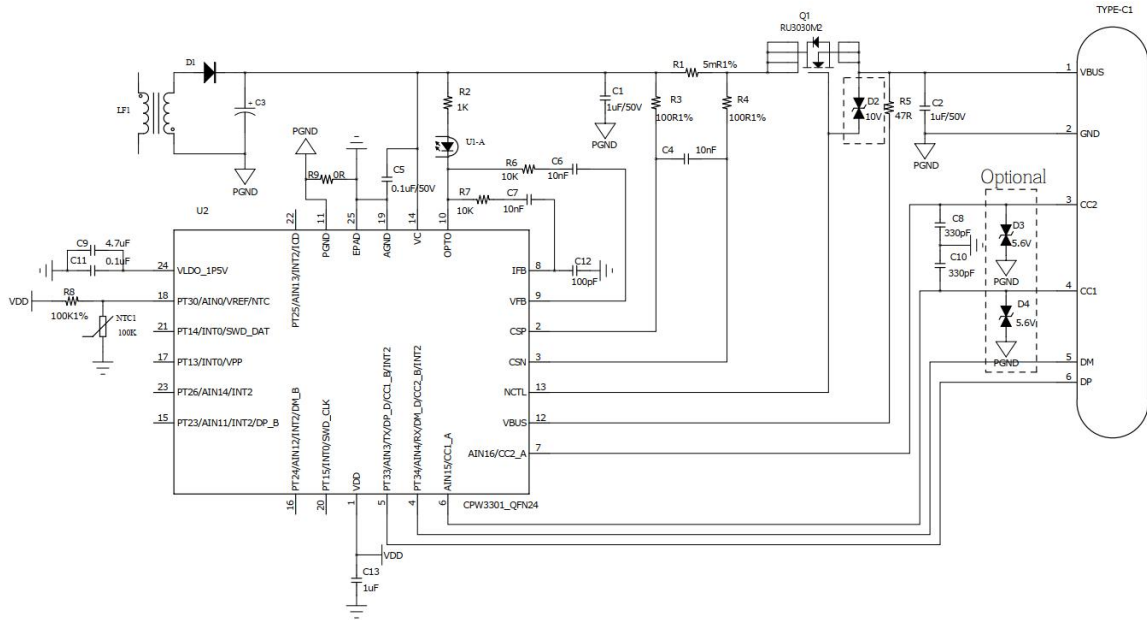 TYPE-C1
Q1
RU3030M2
D1
R1
5mR1%
1
VBUS
LF1
+ C3
R2
1K
C1
1uF/50V
R3
100R1%
R4
100R1%
D2
10V
R5
47R
C2
1uF/50V
2
GND
PGND
PGND
U1-A
PGND
C4
10nF
PGND
Optional
R9
0R
C5
0.1uF/50V
R6
10K
C6
10nF
R7
10K
C7
10nF
3
CC2
U2
22
11
25
19
14
10
PT25/AIN13/INT2/ICD
PGND
EPAD
AGND
VC
OPTO
C8
330pF
D3
5.6V
PGND
C9
4.7uF
C11
0.1uF
24
VLDO_1P5V
IFB
8
C12
100pF
C10
330pF
4
CC1
VDD
R8
100K1%
18
PT30/AIN0/VREF/NTC
VFB
9
D4
5.6V
PGND
NTC1
100K
21
PT14/INT0/SWD_DAT
CSP
2
17
PT13/INT0/VPP
CSN
3
5
DM
6
DP
23
PT26/AIN14/INT2
NCTL
13
15
PT23/AIN11/INT2/DP_B
VBUS
12
AIN16/CC2_A
7
PT24/AIN12/INT2/DM_B
PT15/INT0/SWD_CLK
VDD
PT33/AIN3/TX/DP_D/CC1_B/INT2
PT34/AIN4/RX/DM_D/CC2_B/INT2
AIN15/CC1_A
16
20
1
5
4
6
CPW3301_QFN24
VDD
C13
1uF